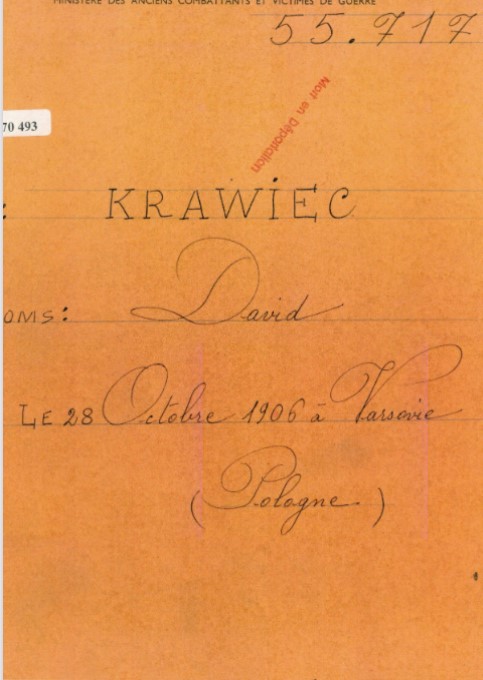 MINISTÈRE DES ANCIENS COMBATTANTS ET VICTIMES DE GUERRE
55.717
Mort en Déportation
70 493
:
KRAWIEC
OMS: David
LE 28 Octobre 1906 à Varsovie
(Pologne)